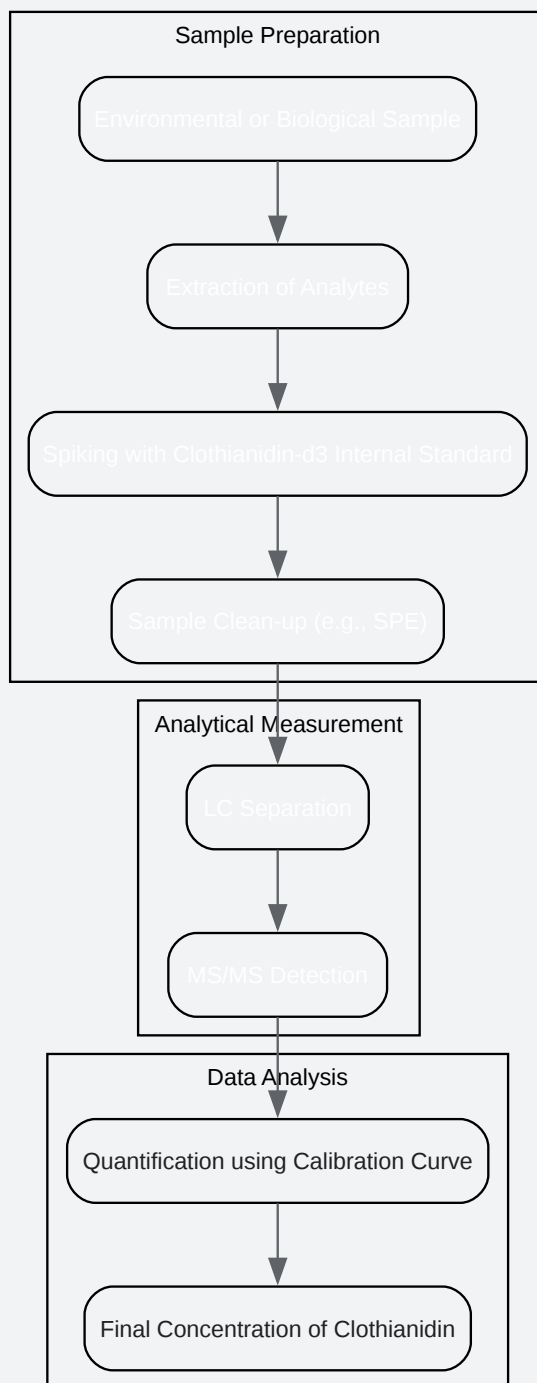 Sample Preparation
Environmental or Biological Sample
Extraction of Analytes
Spiking with Clothianidin-d3 Internal Standard
Sample Clean-up (e.g., SPE)
Analytical Measurement
LC Separation
MS/MS Detection
Data Analysis
Quantification using Calibration Curve
Final Concentration of Clothianidin